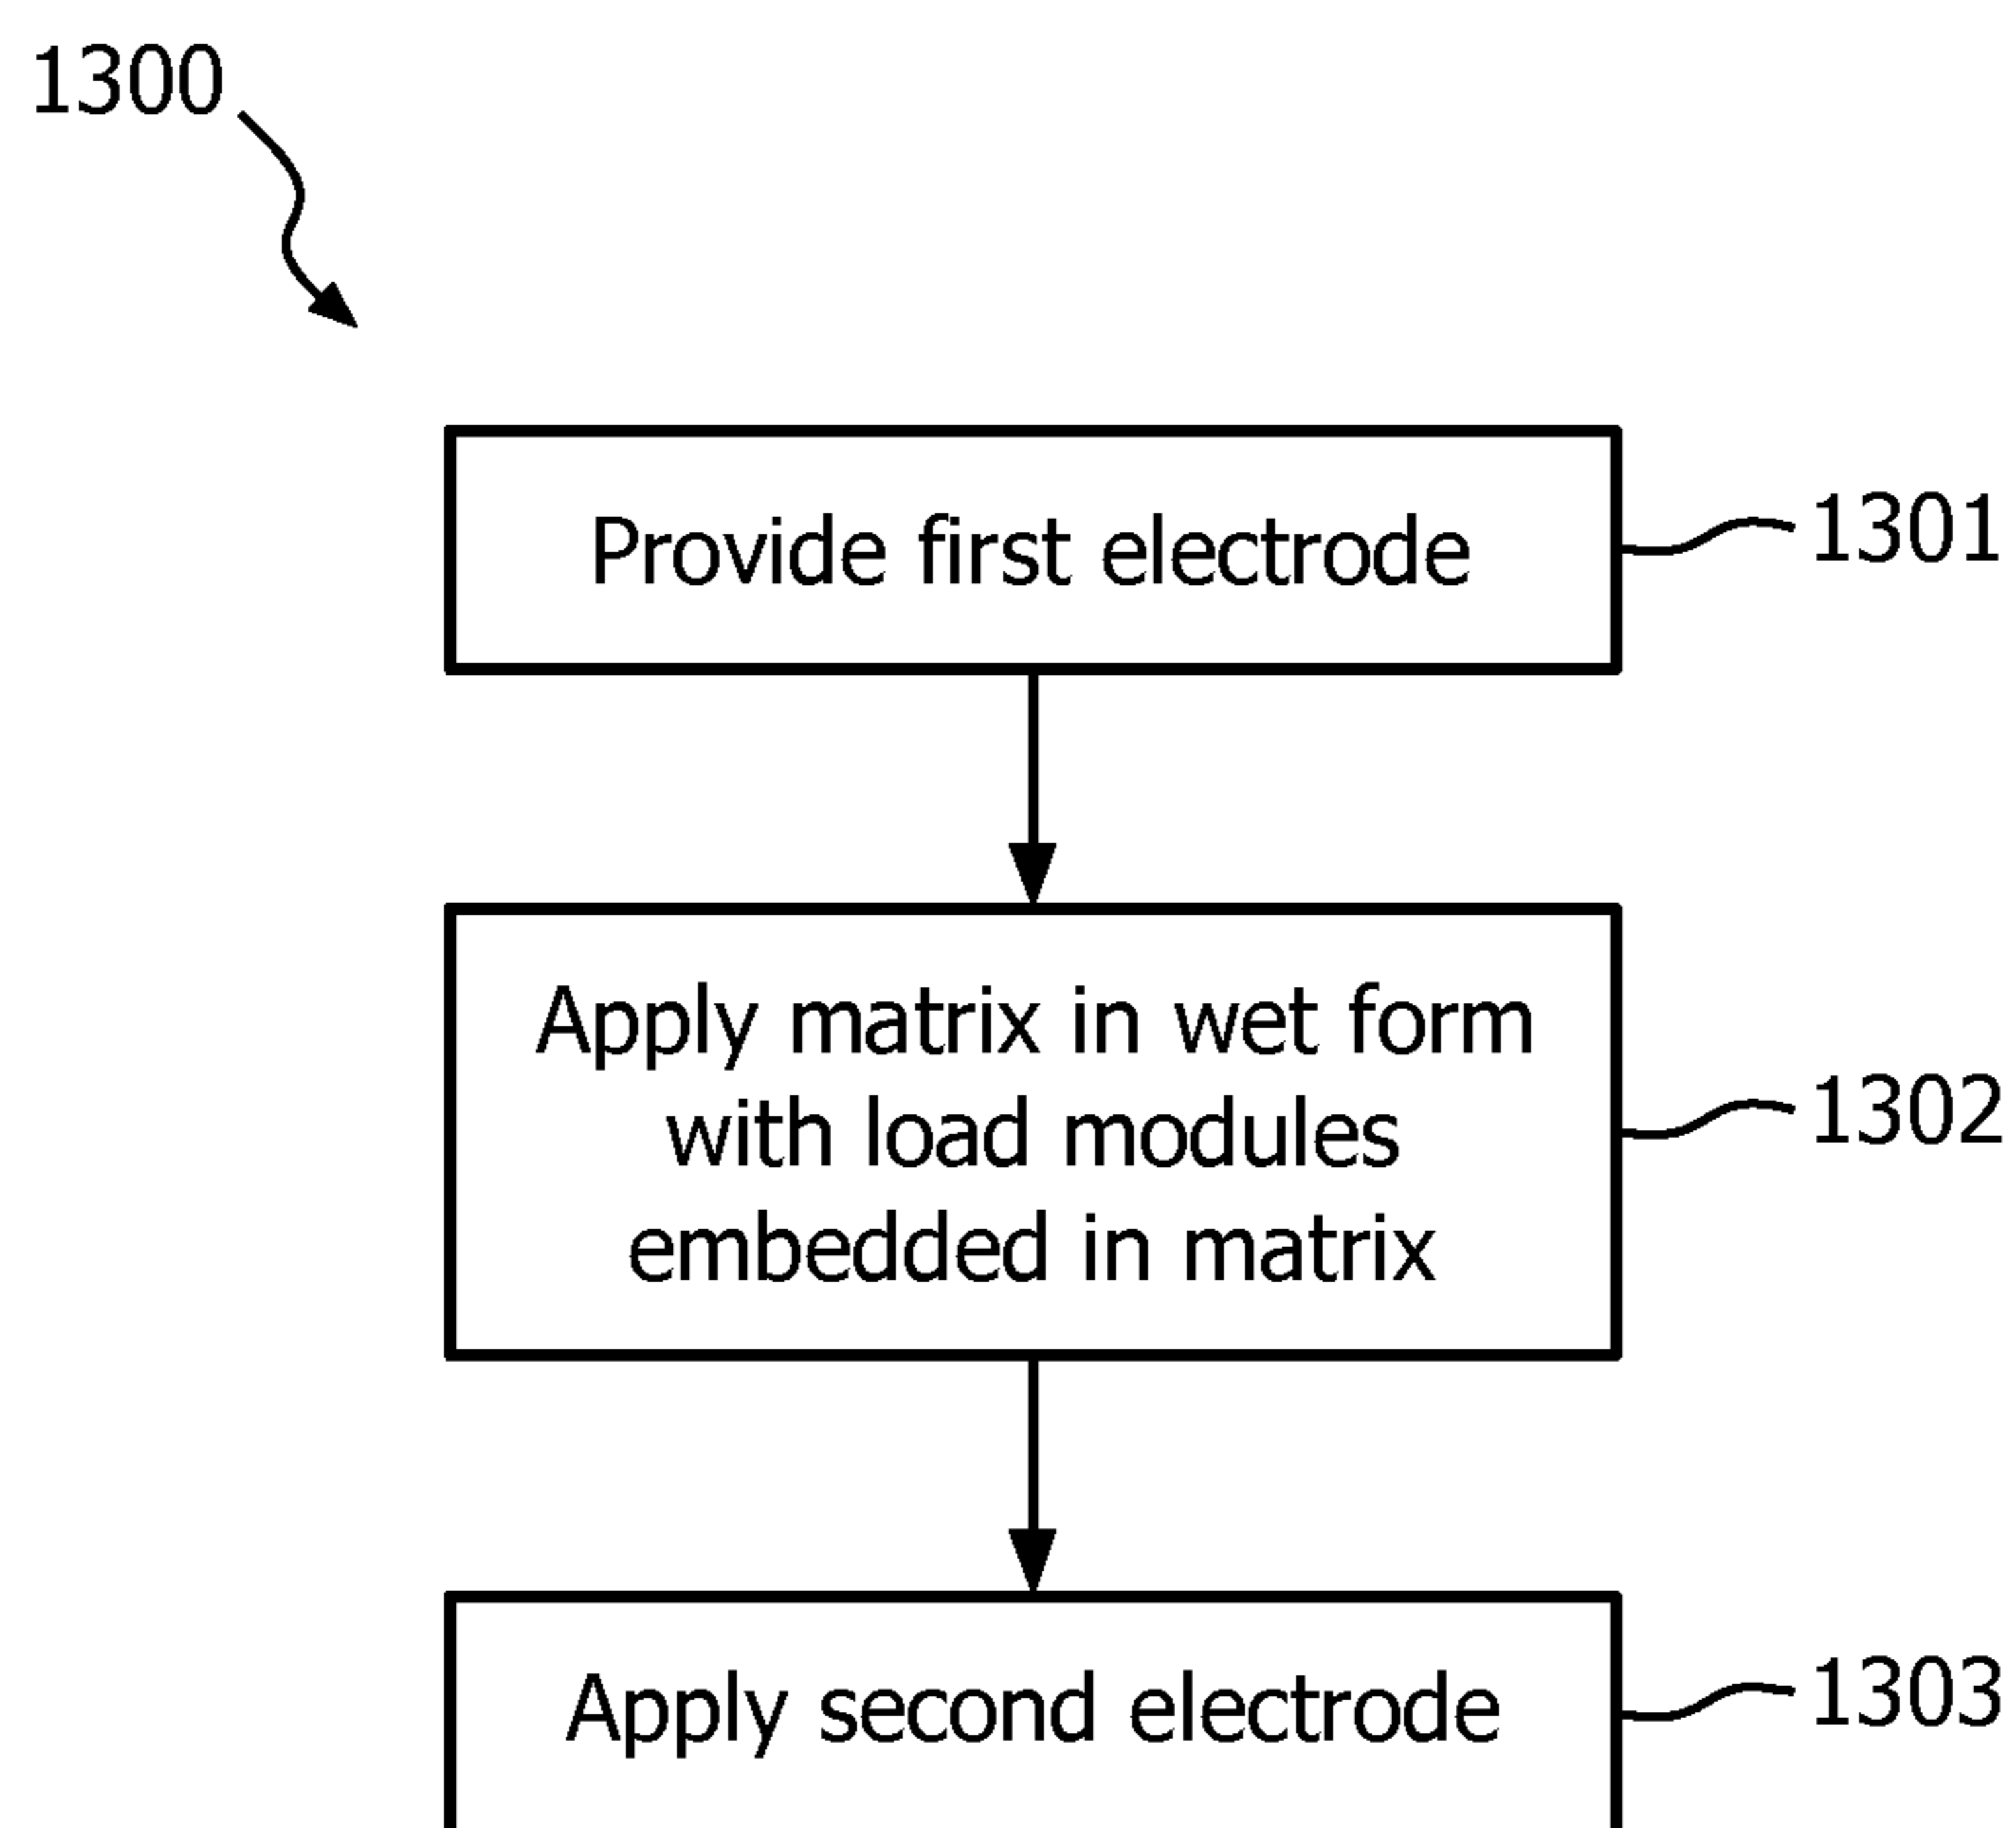 1300
Provide first electrode
1301
Apply matrix in wet form
with load modules
embedded in matrix
1302
Apply second electrode
1303